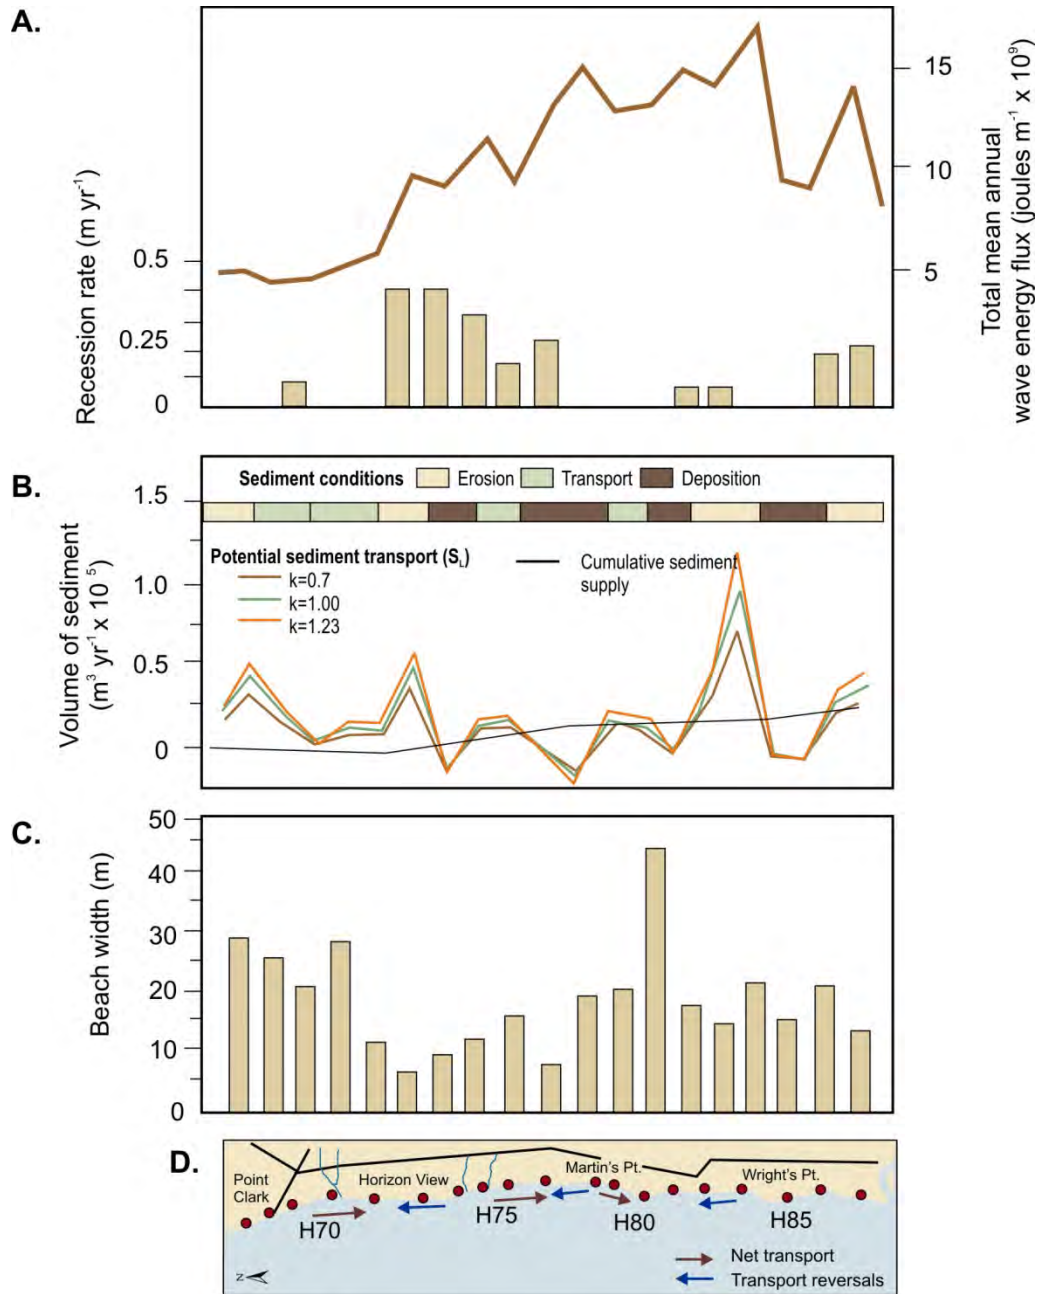 A.
Recession rate (m yr⁻¹)
0.5
0.25
0
15
10
5
Total mean annual
wave energy flux (joules m⁻¹ x 10⁹)
B.
Volume of sediment
(m³ yr⁻¹ x 10⁵)
1.5
1.0
0.5
0
Sediment conditions
Erosion
Transport
Deposition
Potential sediment transport (S_L)
k=0.7
k=1.00
k=1.23
Cumulative sediment
supply
C.
Beach width (m)
50
40
30
20
10
0
D.
Point
Clark
Horizon View
Martin's Pt.
Wright's Pt.
H70
H75
H80
H85
Net transport
Transport reversals
z